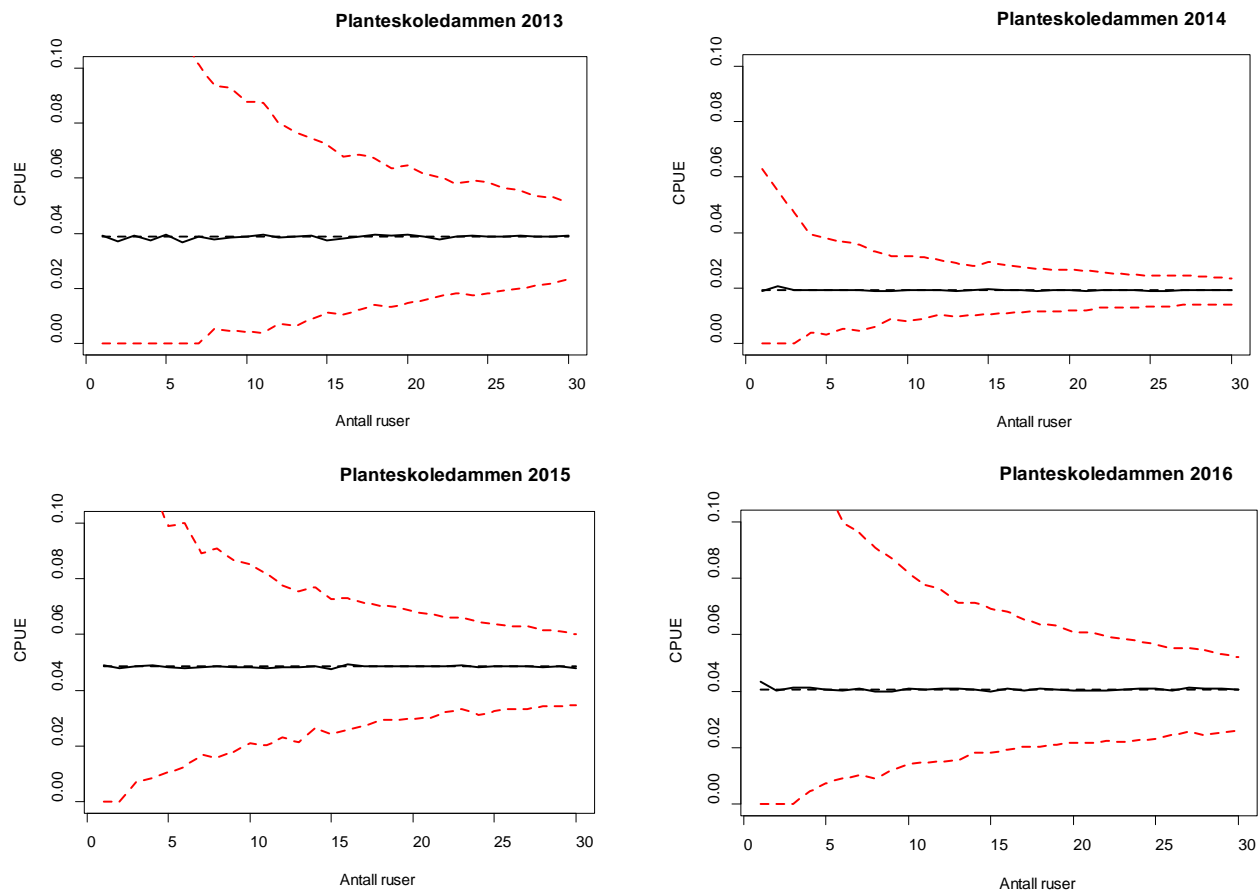 Planteskoledammen 2013
CPUE
0.10
0.08
0.06
0.04
0.02
0.00
0 5 10 15 20 25 30
Antall ruser
Planteskoledammen 2014
CPUE
0.10
0.08
0.06
0.04
0.02
0.00
0 5 10 15 20 25 30
Antall ruser
Planteskoledammen 2015
CPUE
0.10
0.08
0.06
0.04
0.02
0.00
0 5 10 15 20 25 30
Antall ruser
Planteskoledammen 2016
CPUE
0.10
0.08
0.06
0.04
0.02
0.00
0 5 10 15 20 25 30
Antall ruser